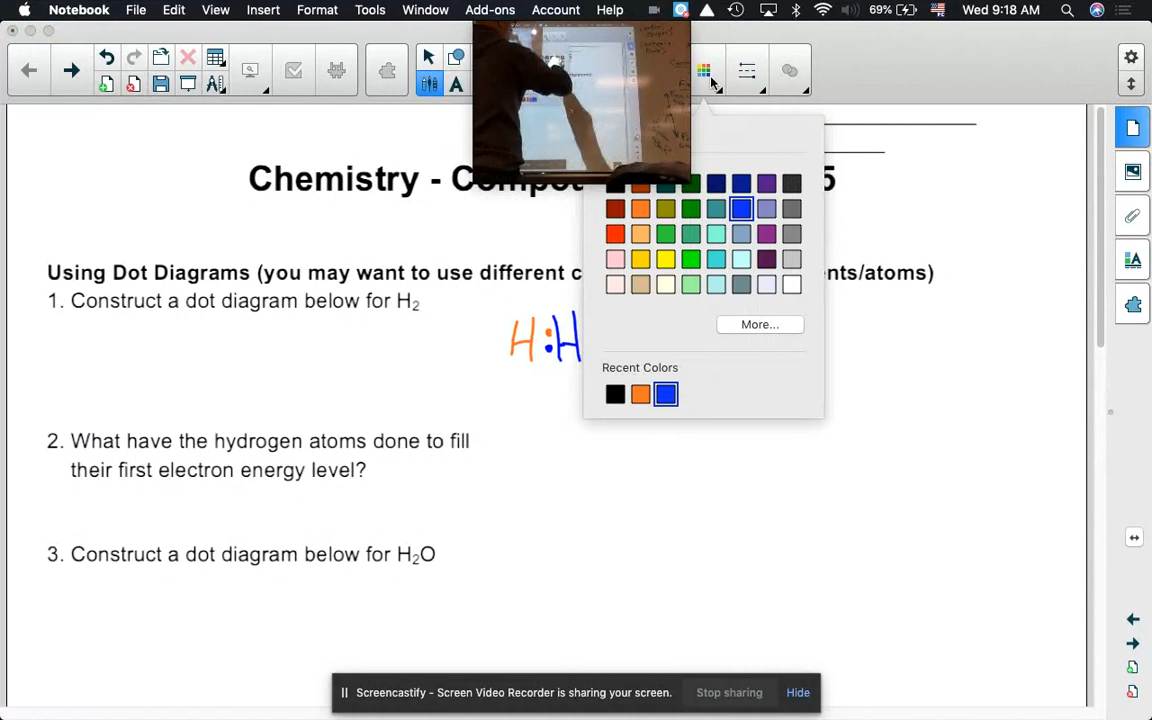 Notebook File Edit View Insert Format Tools Window Add-ons Account Help 69% Wed 9:18 AM
A
Chemistry - Compo 5
Using Dot Diagrams (you may want to use different c nts/atoms)
1. Construct a dot diagram below for H₂
H:H
More...
Recent Colors
2. What have the hydrogen atoms done to fill
their first electron energy level?
3. Construct a dot diagram below for H₂O
Screencastify - Screen Video Recorder is sharing your screen. Stop sharing Hide